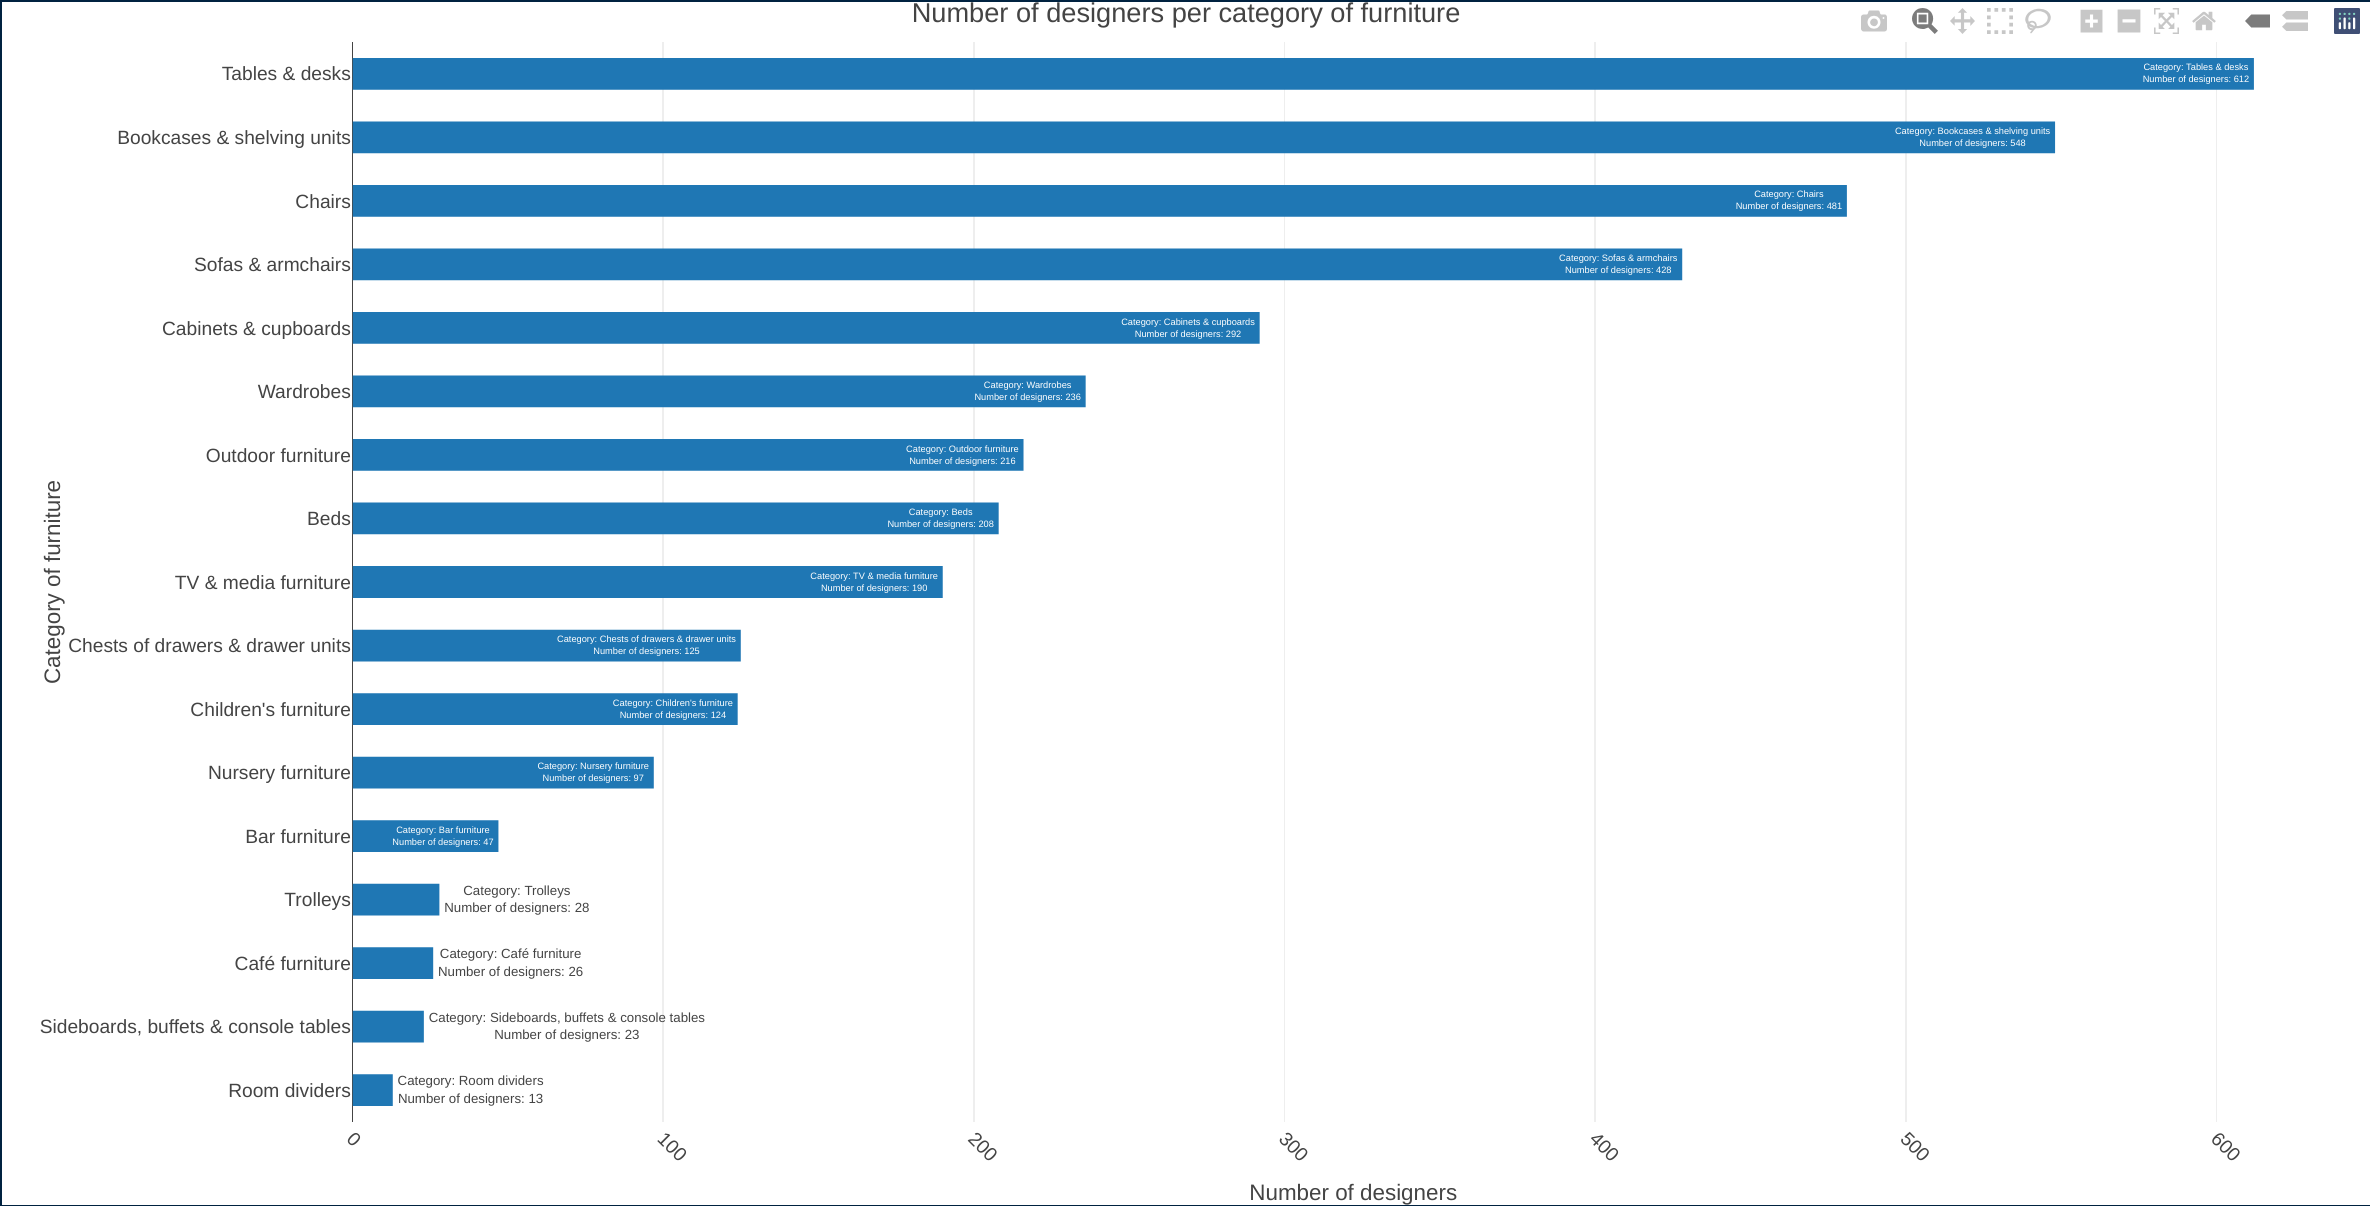 Number of designers per category of furniture
Tables & desks
Category: Tables & desks
Number of designers: 612
Bookcases & shelving units
Category: Bookcases & shelving units
Number of designers: 548
Chairs
Category: Chairs
Number of designers: 481
Sofas & armchairs
Category: Sofas & armchairs
Number of designers: 428
Cabinets & cupboards
Category: Cabinets & cupboards
Number of designers: 292
Wardrobes
Category: Wardrobes
Number of designers: 236
Outdoor furniture
Category: Outdoor furniture
Number of designers: 216
Beds
Category: Beds
Number of designers: 208
TV & media furniture
Category: TV & media furniture
Number of designers: 190
Chests of drawers & drawer units
Category: Chests of drawers & drawer units
Number of designers: 125
Children's furniture
Category: Children's furniture
Number of designers: 124
Nursery furniture
Category: Nursery furniture
Number of designers: 97
Bar furniture
Category: Bar furniture
Number of designers: 47
Trolleys
Category: Trolleys
Number of designers: 28
Café furniture
Category: Café furniture
Number of designers: 26
Sideboards, buffets & console tables
Category: Sideboards, buffets & console tables
Number of designers: 23
Room dividers
Category: Room dividers
Number of designers: 13
Category of furniture
0
100
200
300
400
500
600
Number of designers